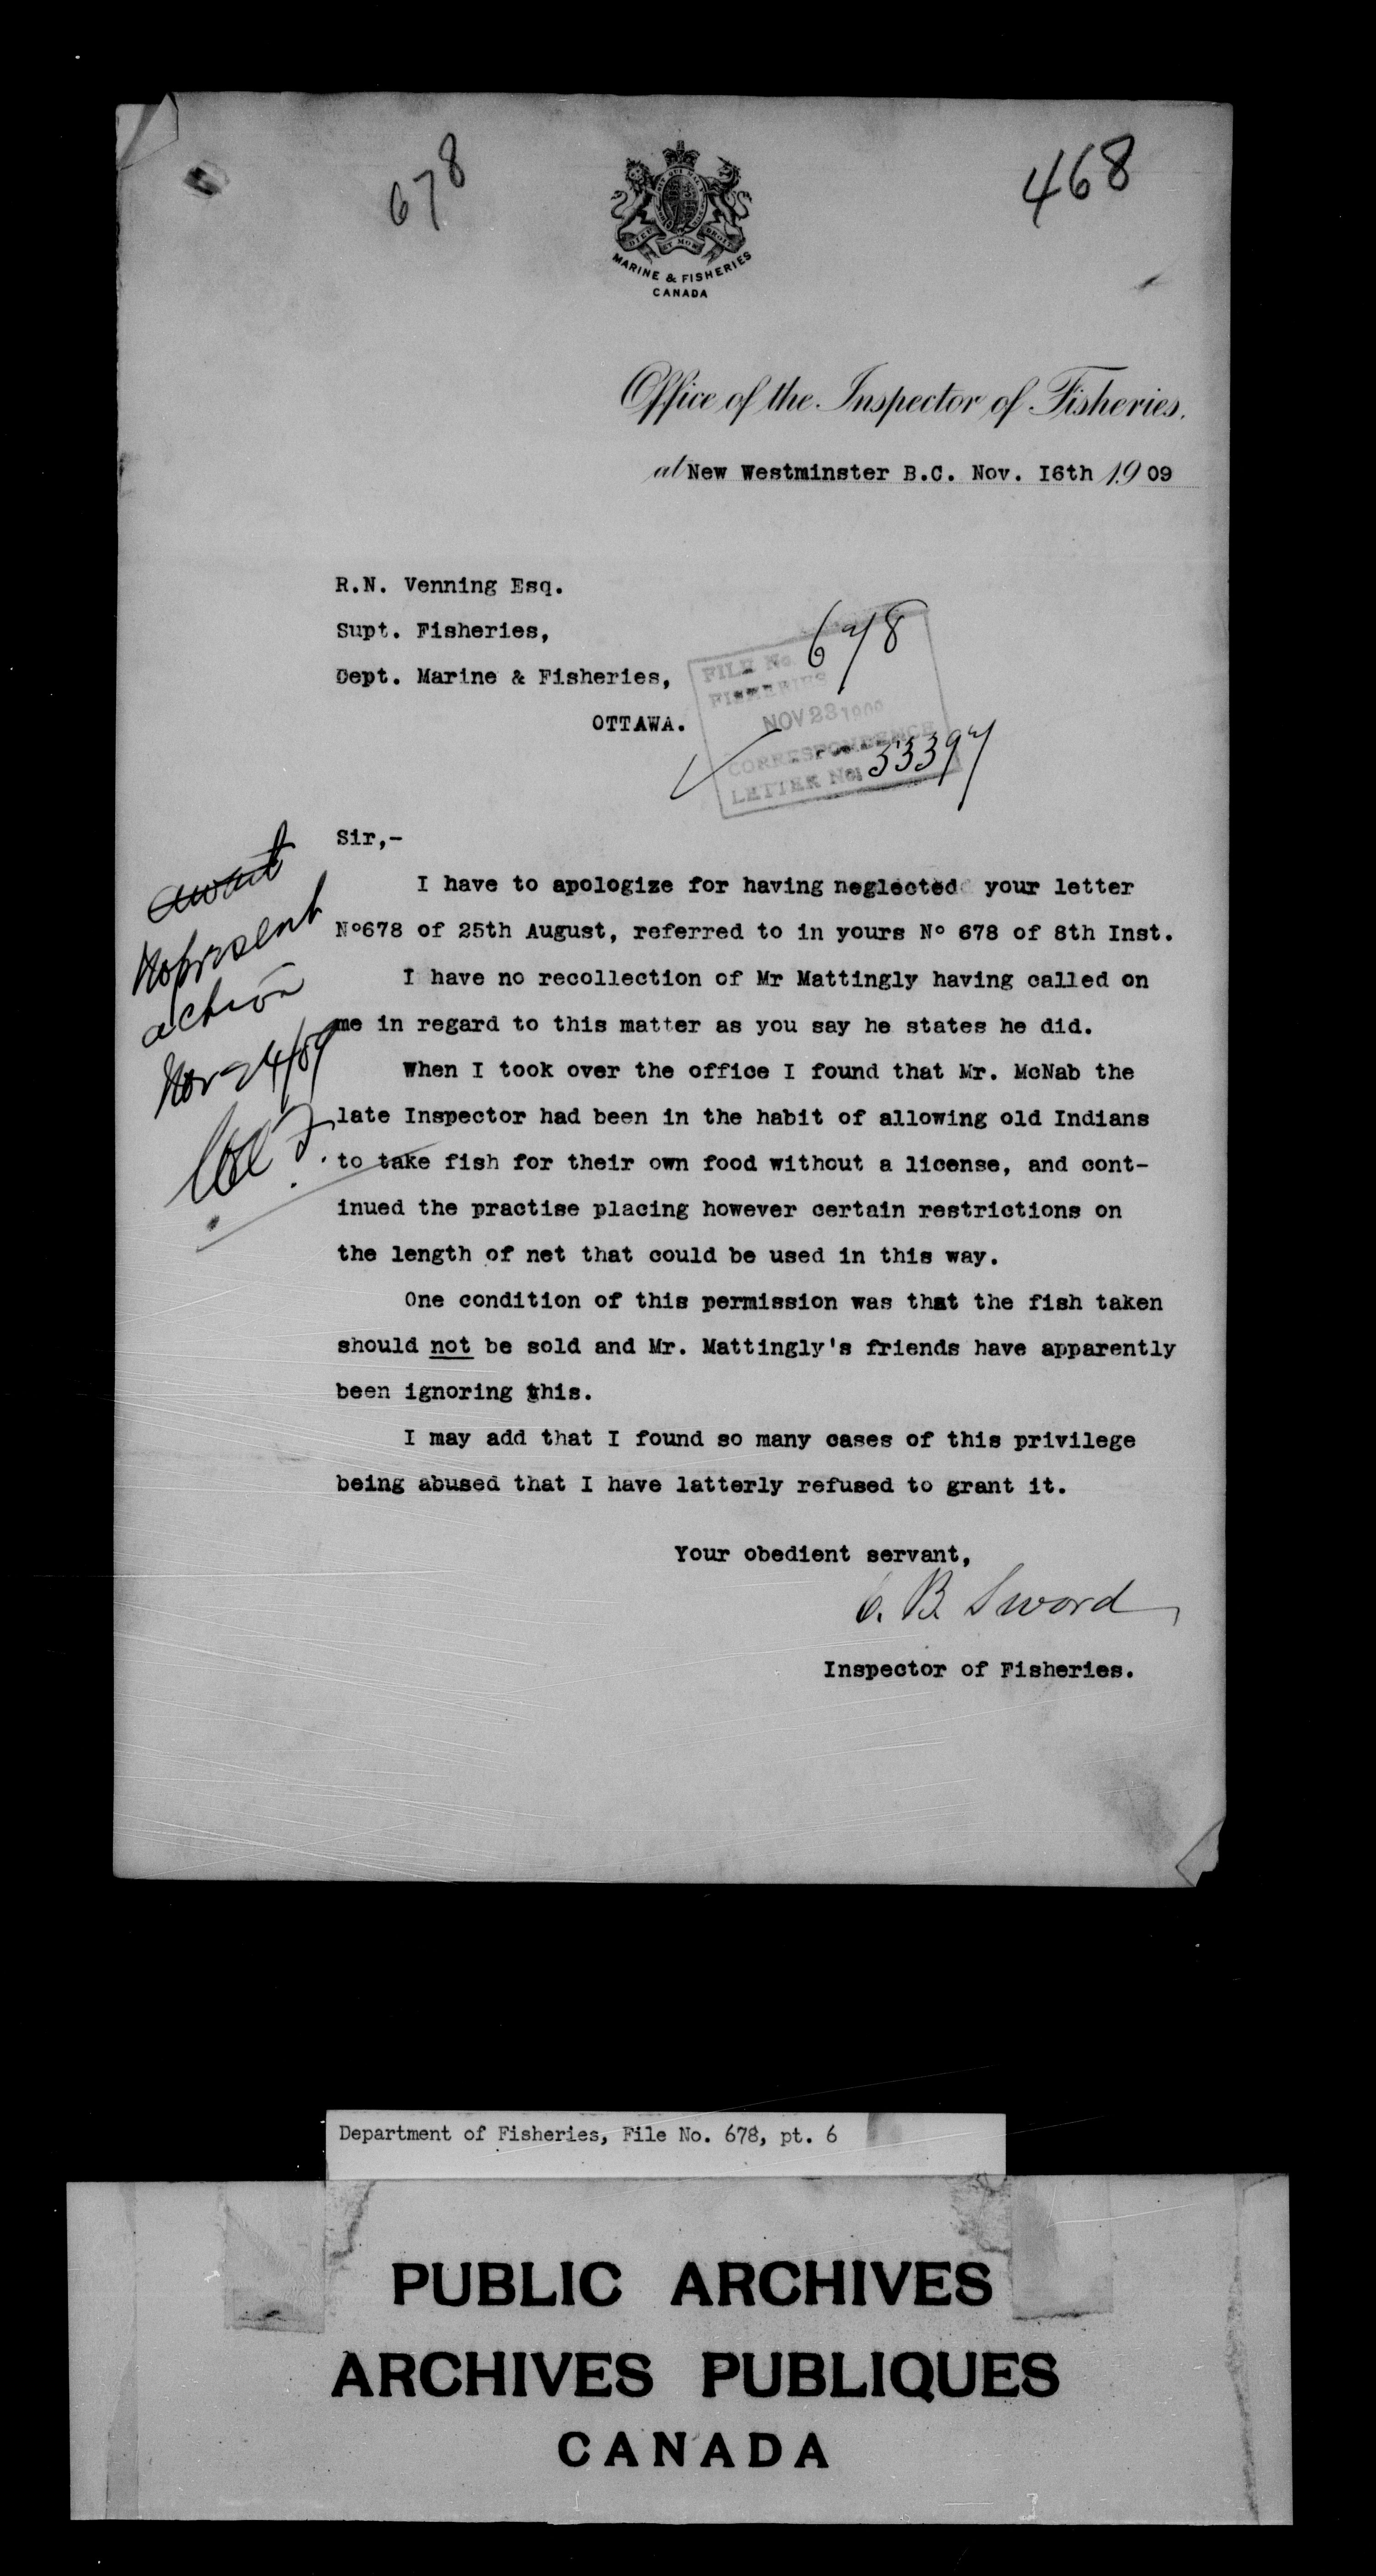 678
468
DIEU ET MON DROIT
MARINE & FISHERIES
CANADA
Office of the Inspector of Fisheries.
at New Westminster B.C. Nov. I6th 1909
R.N. Venning Esq.
Supt. Fisheries,
Dept. Marine & Fisheries,
OTTAWA.
FILE No. 678
FISHERIES
NOV 23 1909
CORRESPONDENCE
LETTER No. 33397
Sir,-
I have to apologize for having neglected your letter
Nº678 of 25th August, referred to in yours Nº 678 of 8th Inst.
I have no recollection of Mr Mattingly having called on
me in regard to this matter as you say he states he did.
When I took over the office I found that Mr. McNab the
late Inspector had been in the habit of allowing old Indians
to take fish for their own food without a license, and cont-
inued the practise placing however certain restrictions on
the length of net that could be used in this way.
One condition of this permission was that the fish taken
should not be sold and Mr. Mattingly's friends have apparently
been ignoring this.
I may add that I found so many cases of this privilege
being abused that I have latterly refused to grant it.
Your obedient servant,
C. B. Sword
Inspector of Fisheries.
await
No present
action
Nov 24/09
Department of Fisheries, File No. 678, pt. 6
PUBLIC ARCHIVES
ARCHIVES PUBLIQUES
CANADA